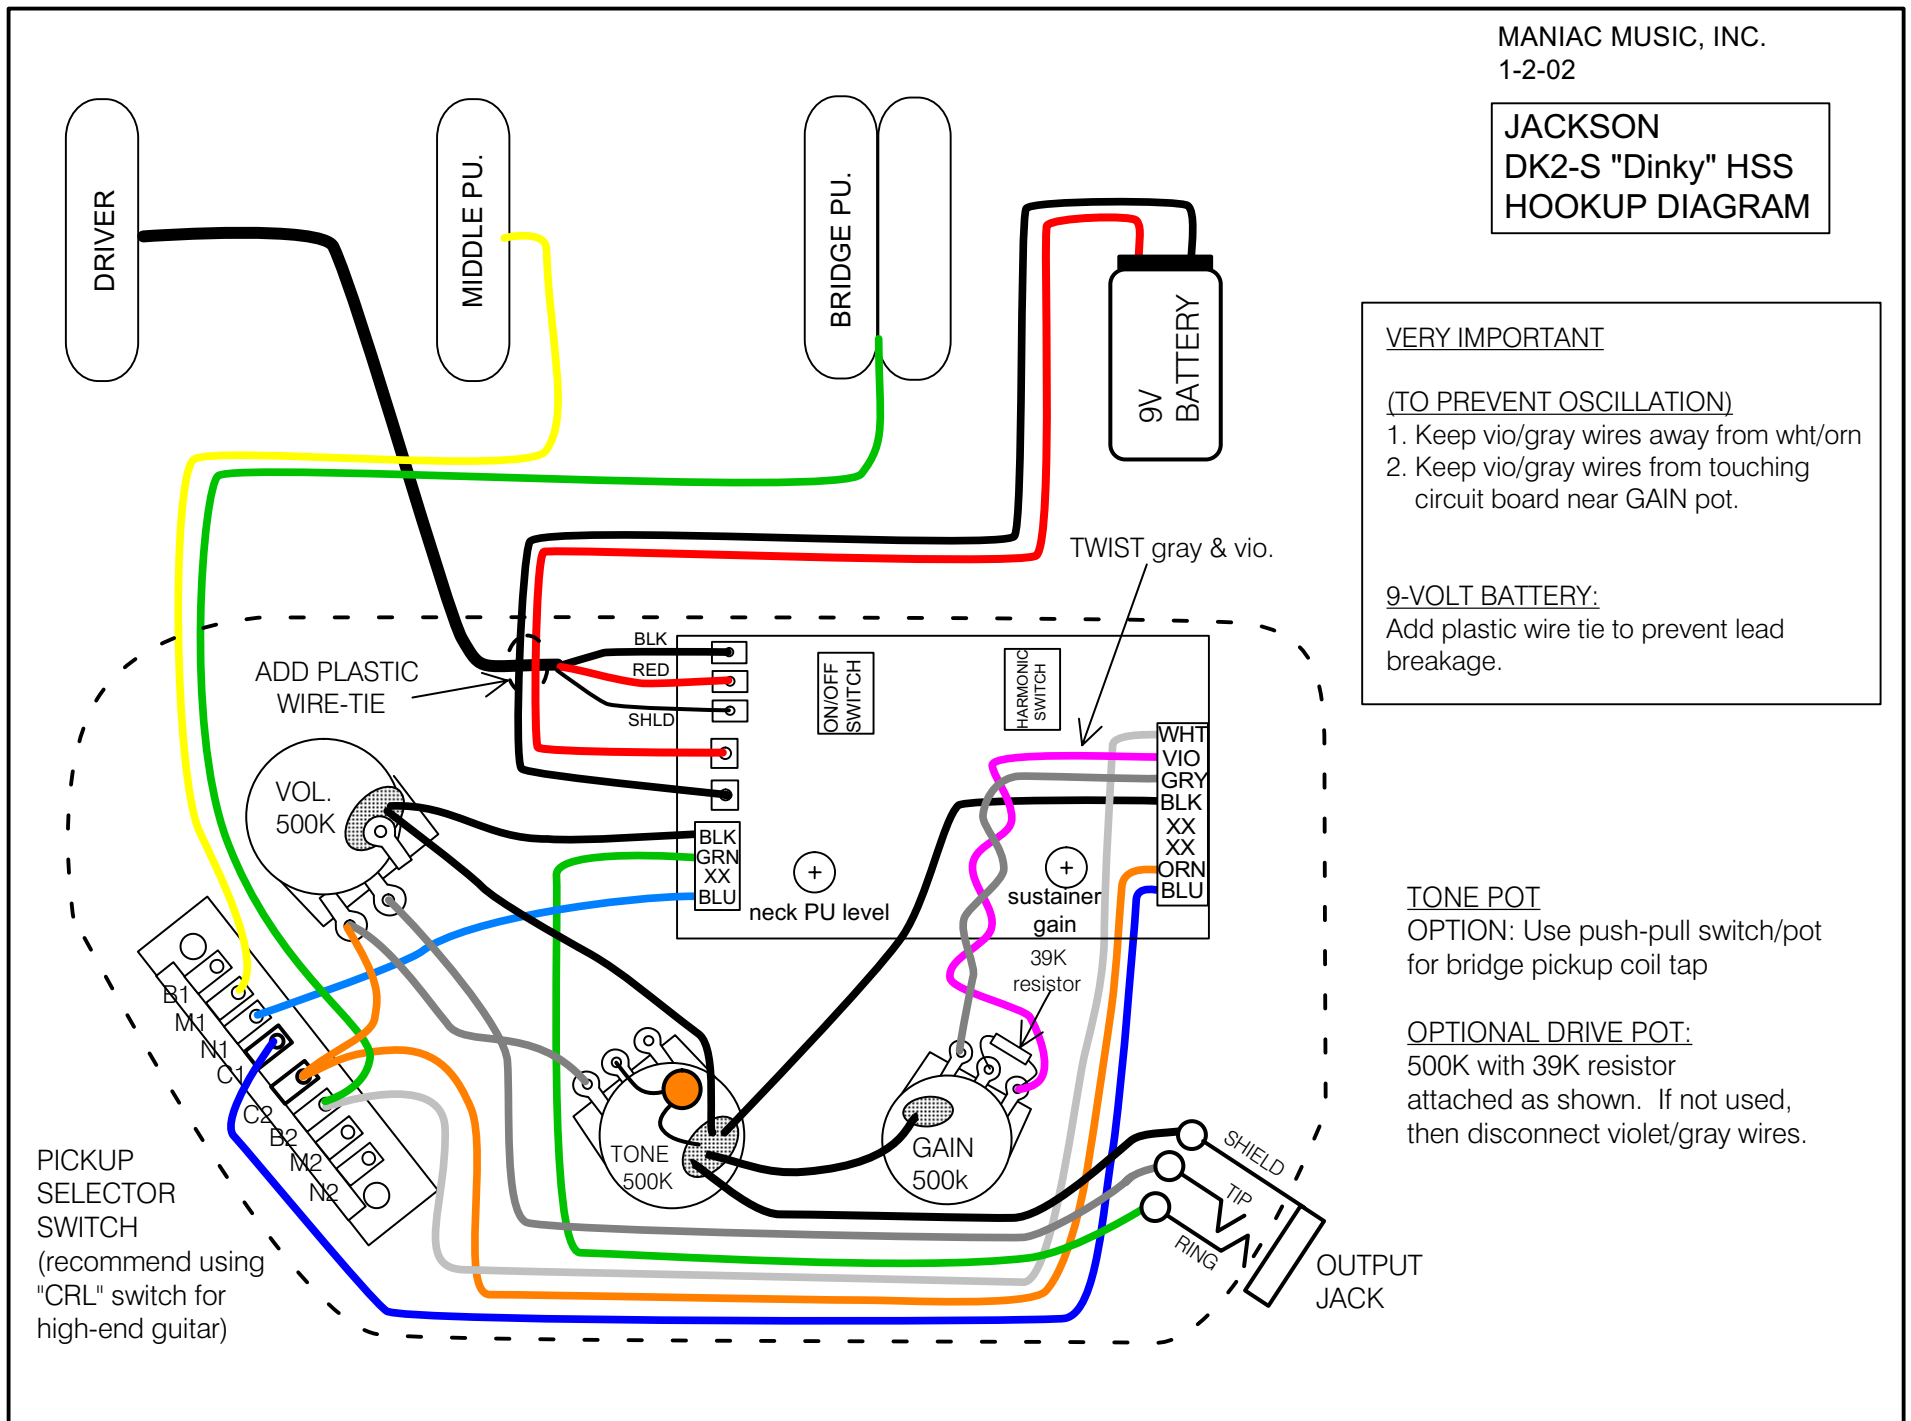 MANIAC MUSIC, INC.
1-2-02
JACKSON
DK2-S "Dinky" HSS
HOOKUP DIAGRAM
DRIVER
MIDDLE PU.
BRIDGE PU.
9V
BATTERY
VERY IMPORTANT
(TO PREVENT OSCILLATION)
1. Keep vio/gray wires away from wht/orn
2. Keep vio/gray wires from touching
circuit board near GAIN pot.
9-VOLT BATTERY:
Add plastic wire tie to prevent lead
breakage.
TWIST gray & vio.
ADD PLASTIC
WIRE-TIE
BLK
RED
SHLD
ON/OFF
SWITCH
HARMONIC
SWITCH
WHT
VIO
GRY
BLK
XX
XX
ORN
BLU
VOL.
500K
BLK
GRN
XX
BLU
neck PU level
sustainer
gain
39K
resistor
B1
M1
N1
C1
C2
B2
M2
N2
TONE
500K
GAIN
500k
SHIELD
TIP
RING
OUTPUT
JACK
TONE POT
OPTION: Use push-pull switch/pot
for bridge pickup coil tap
OPTIONAL DRIVE POT:
500K with 39K resistor
attached as shown.  If not used,
then disconnect violet/gray wires.
PICKUP
SELECTOR
SWITCH
(recommend using
"CRL" switch for
high-end guitar)